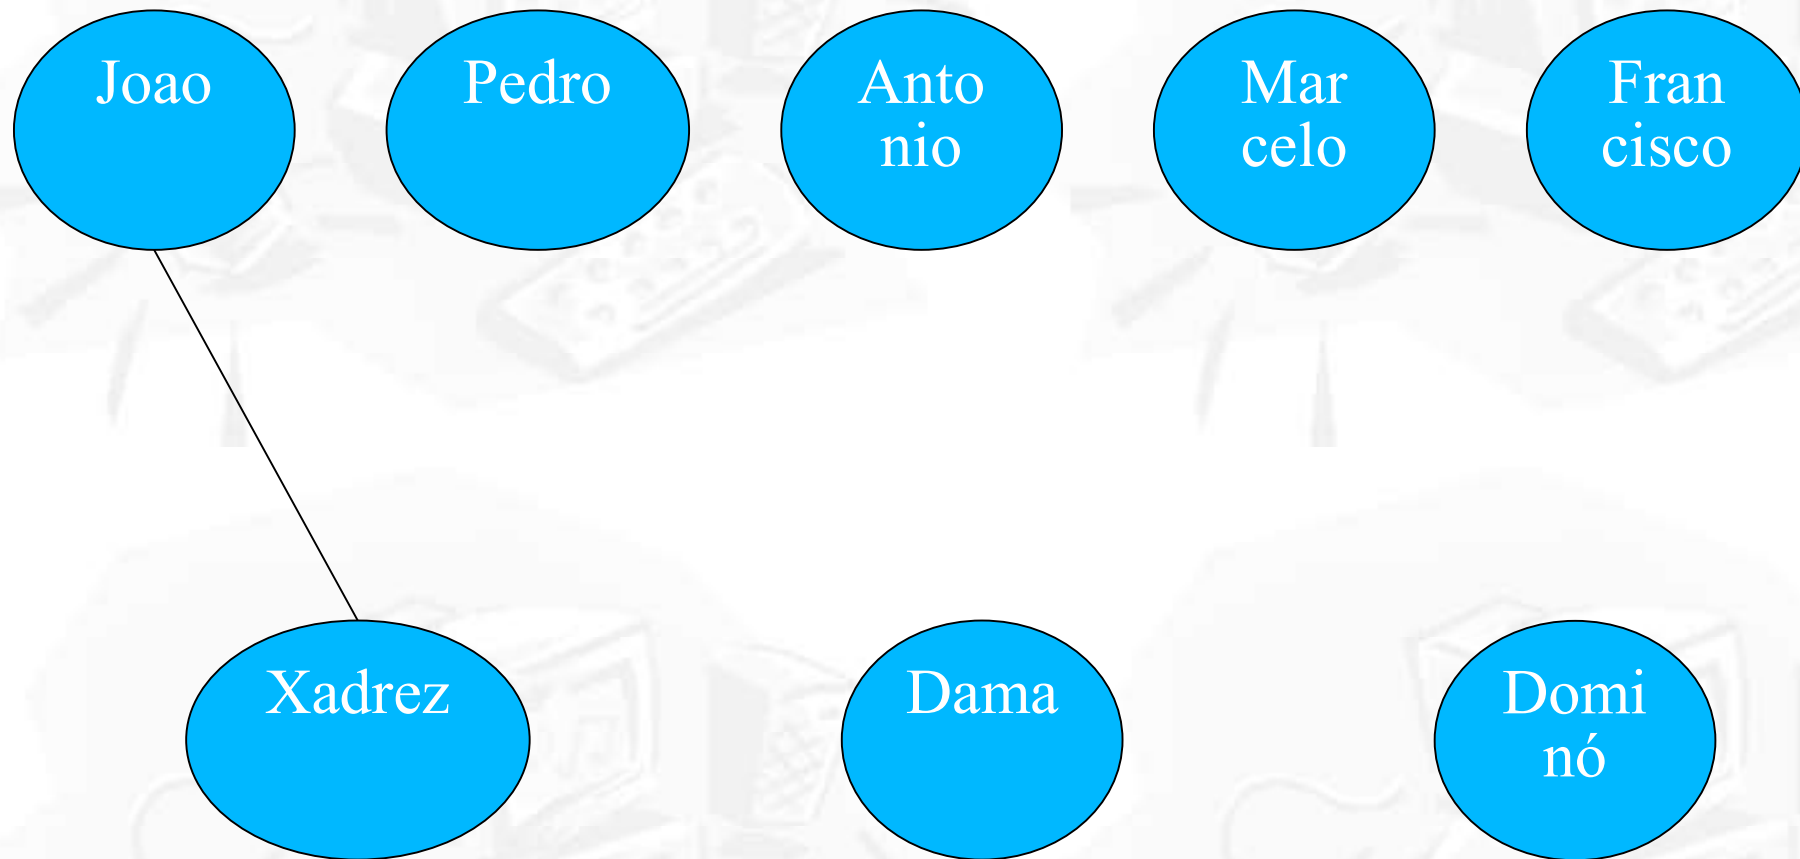 Joao
Pedro
Anto
nio
Mar
celo
Fran
cisco
Xadrez
Dama
Domi
nó